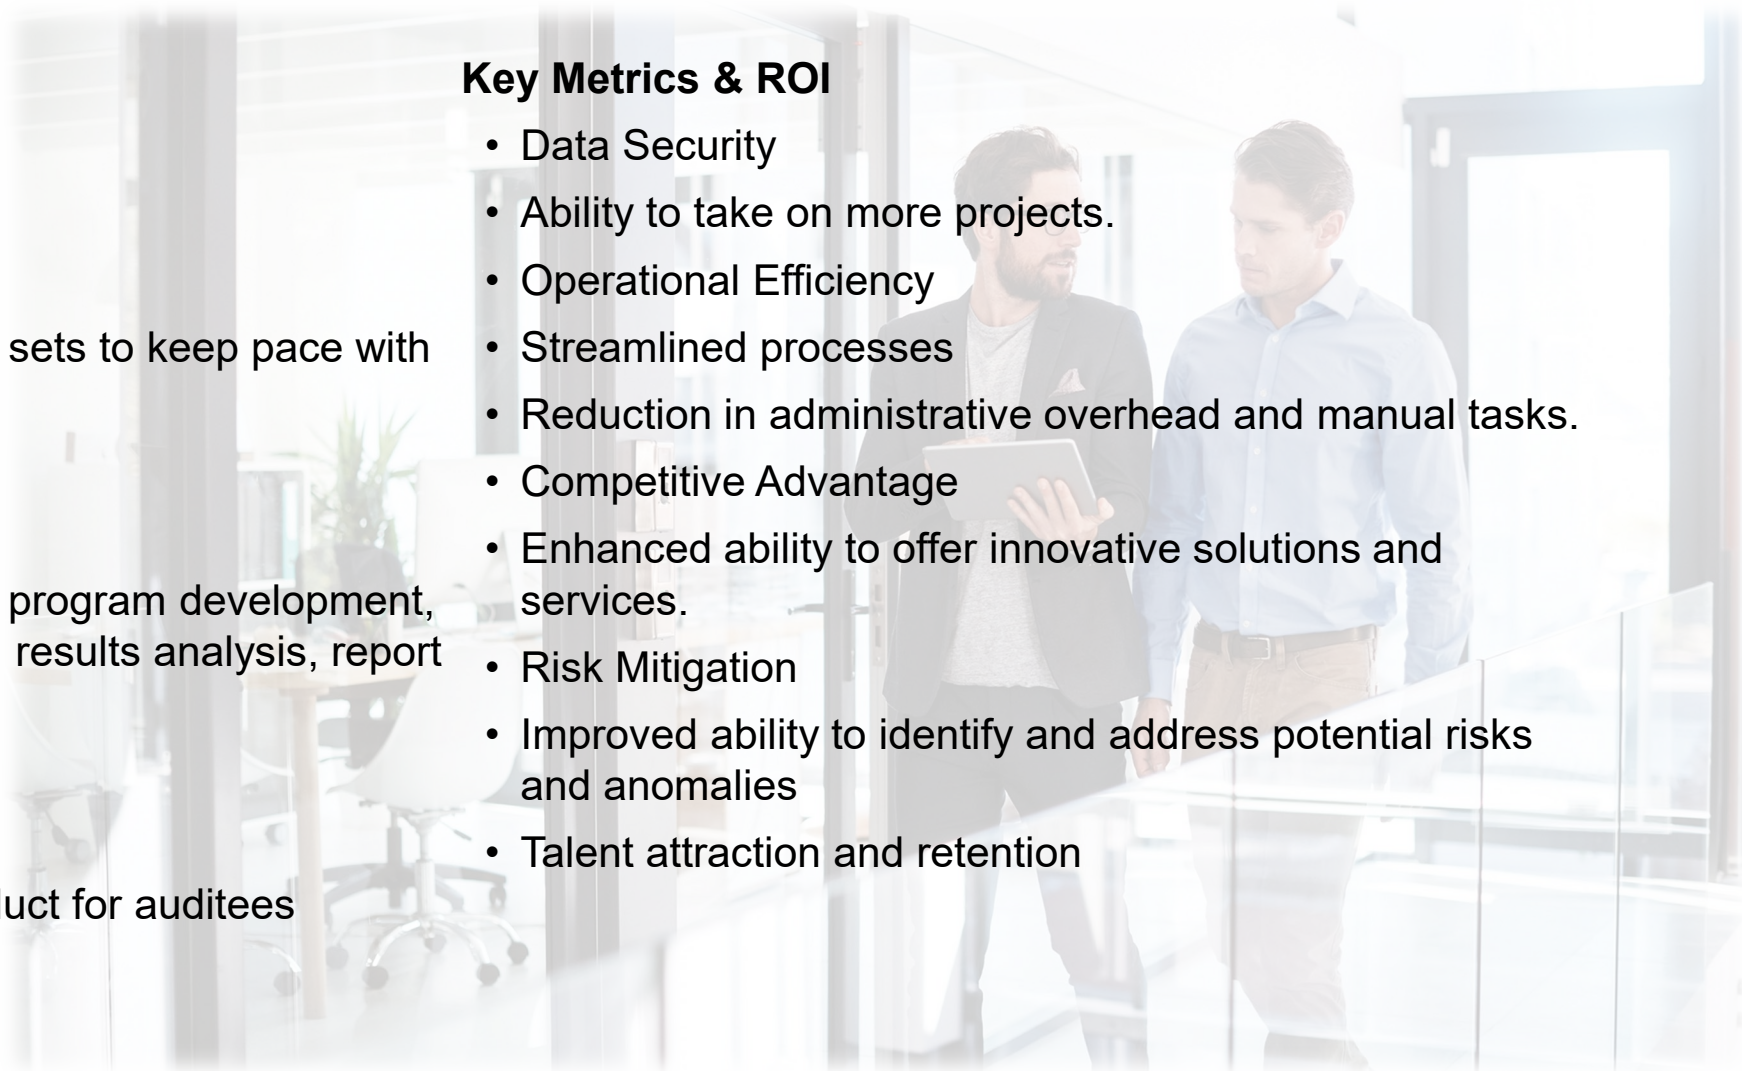 Key Metrics & ROI
• Data Security
• Ability to take on more projects.
• Operational Efficiency
• Streamlined processes
• Reduction in administrative overhead and manual tasks.
• Competitive Advantage
• Enhanced ability to offer innovative solutions and
services.
• Risk Mitigation
• Improved ability to identify and address potential risks
and anomalies
• Talent attraction and retention
sets to keep pace with
program development,
results analysis, report
for auditees